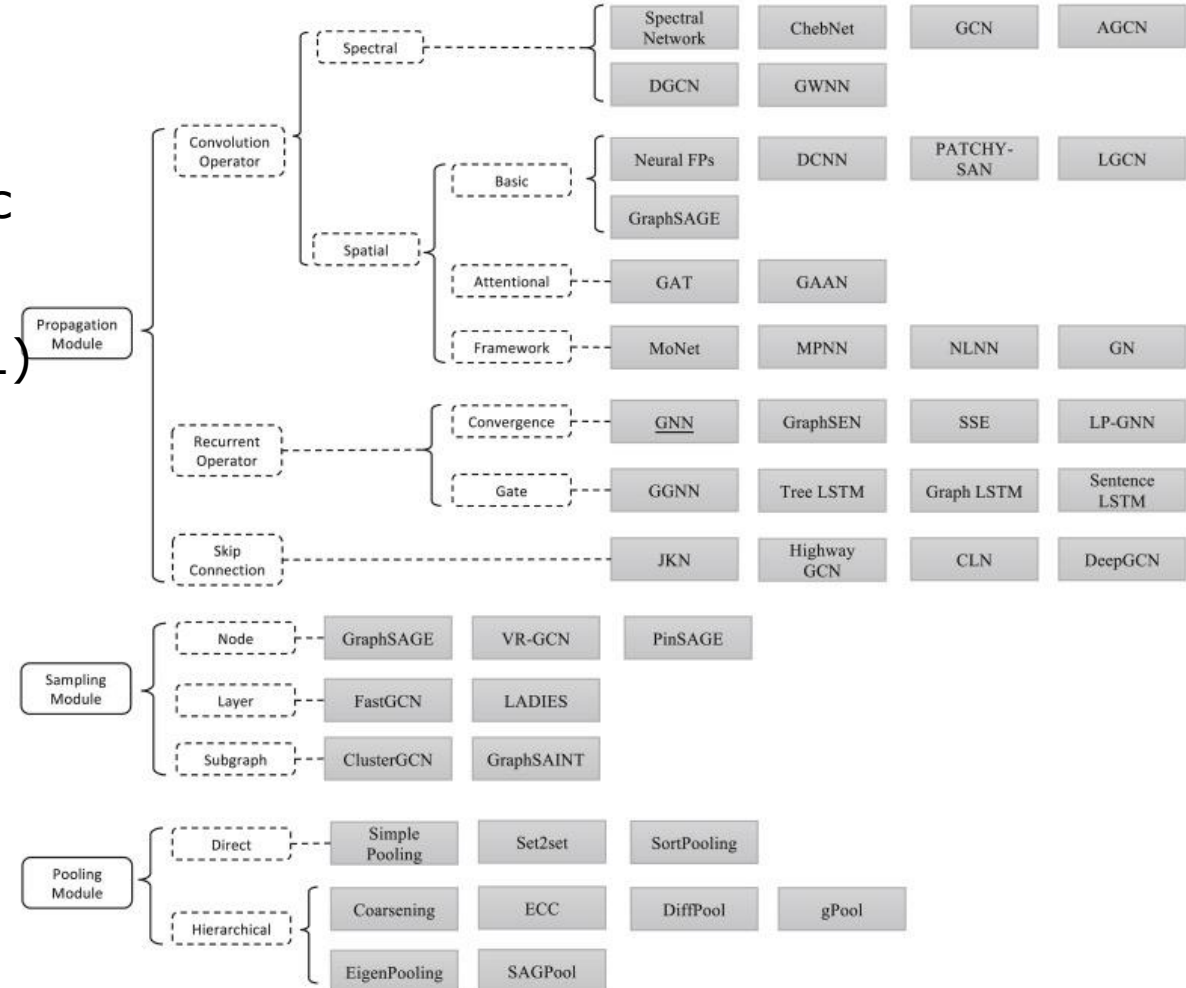 Spectral
Network
ChebNet
GCN
AGCN
Spectral
DGCN
GWNN
Convolution
Operator
Neural FPs
DCNN
PATCHY-
SAN
LGCN
Basic
c
GraphSAGE
Spatial
Attentional
GAT
GAAN
Propagation
Module
)
Framework
MoNet
MPNN
NLNN
GN
Convergence
GNN
GraphSEN
SSE
LP-GNN
Recurrent
Operator
Gate
GGNN
Tree LSTM
Graph LSTM
Sentence
LSTM
Skip
Connection
JKN
Highway
GCN
CLN
DeepGCN
Node
GraphSAGE
VR-GCN
PinSAGE
Sampling
Module
Layer
FastGCN
LADIES
Subgraph
ClusterGCN
GraphSAINT
Direct
Simple
Pooling
Set2set
SortPooling
Pooling
Module
Hierarchical
Coarsening
ECC
DiffPool
gPool
EigenPooling
SAGPool